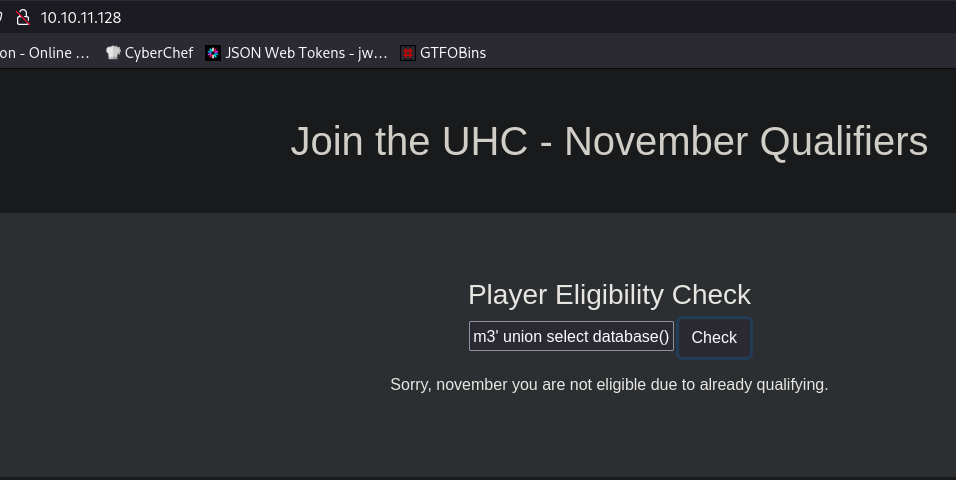 10.10.11.128
on - Online ... CyberChef JSON Web Tokens - jw... GTFOBins
Join the UHC - November Qualifiers
Player Eligibility Check
m3' union select database() Check
Sorry, november you are not eligible due to already qualifying.